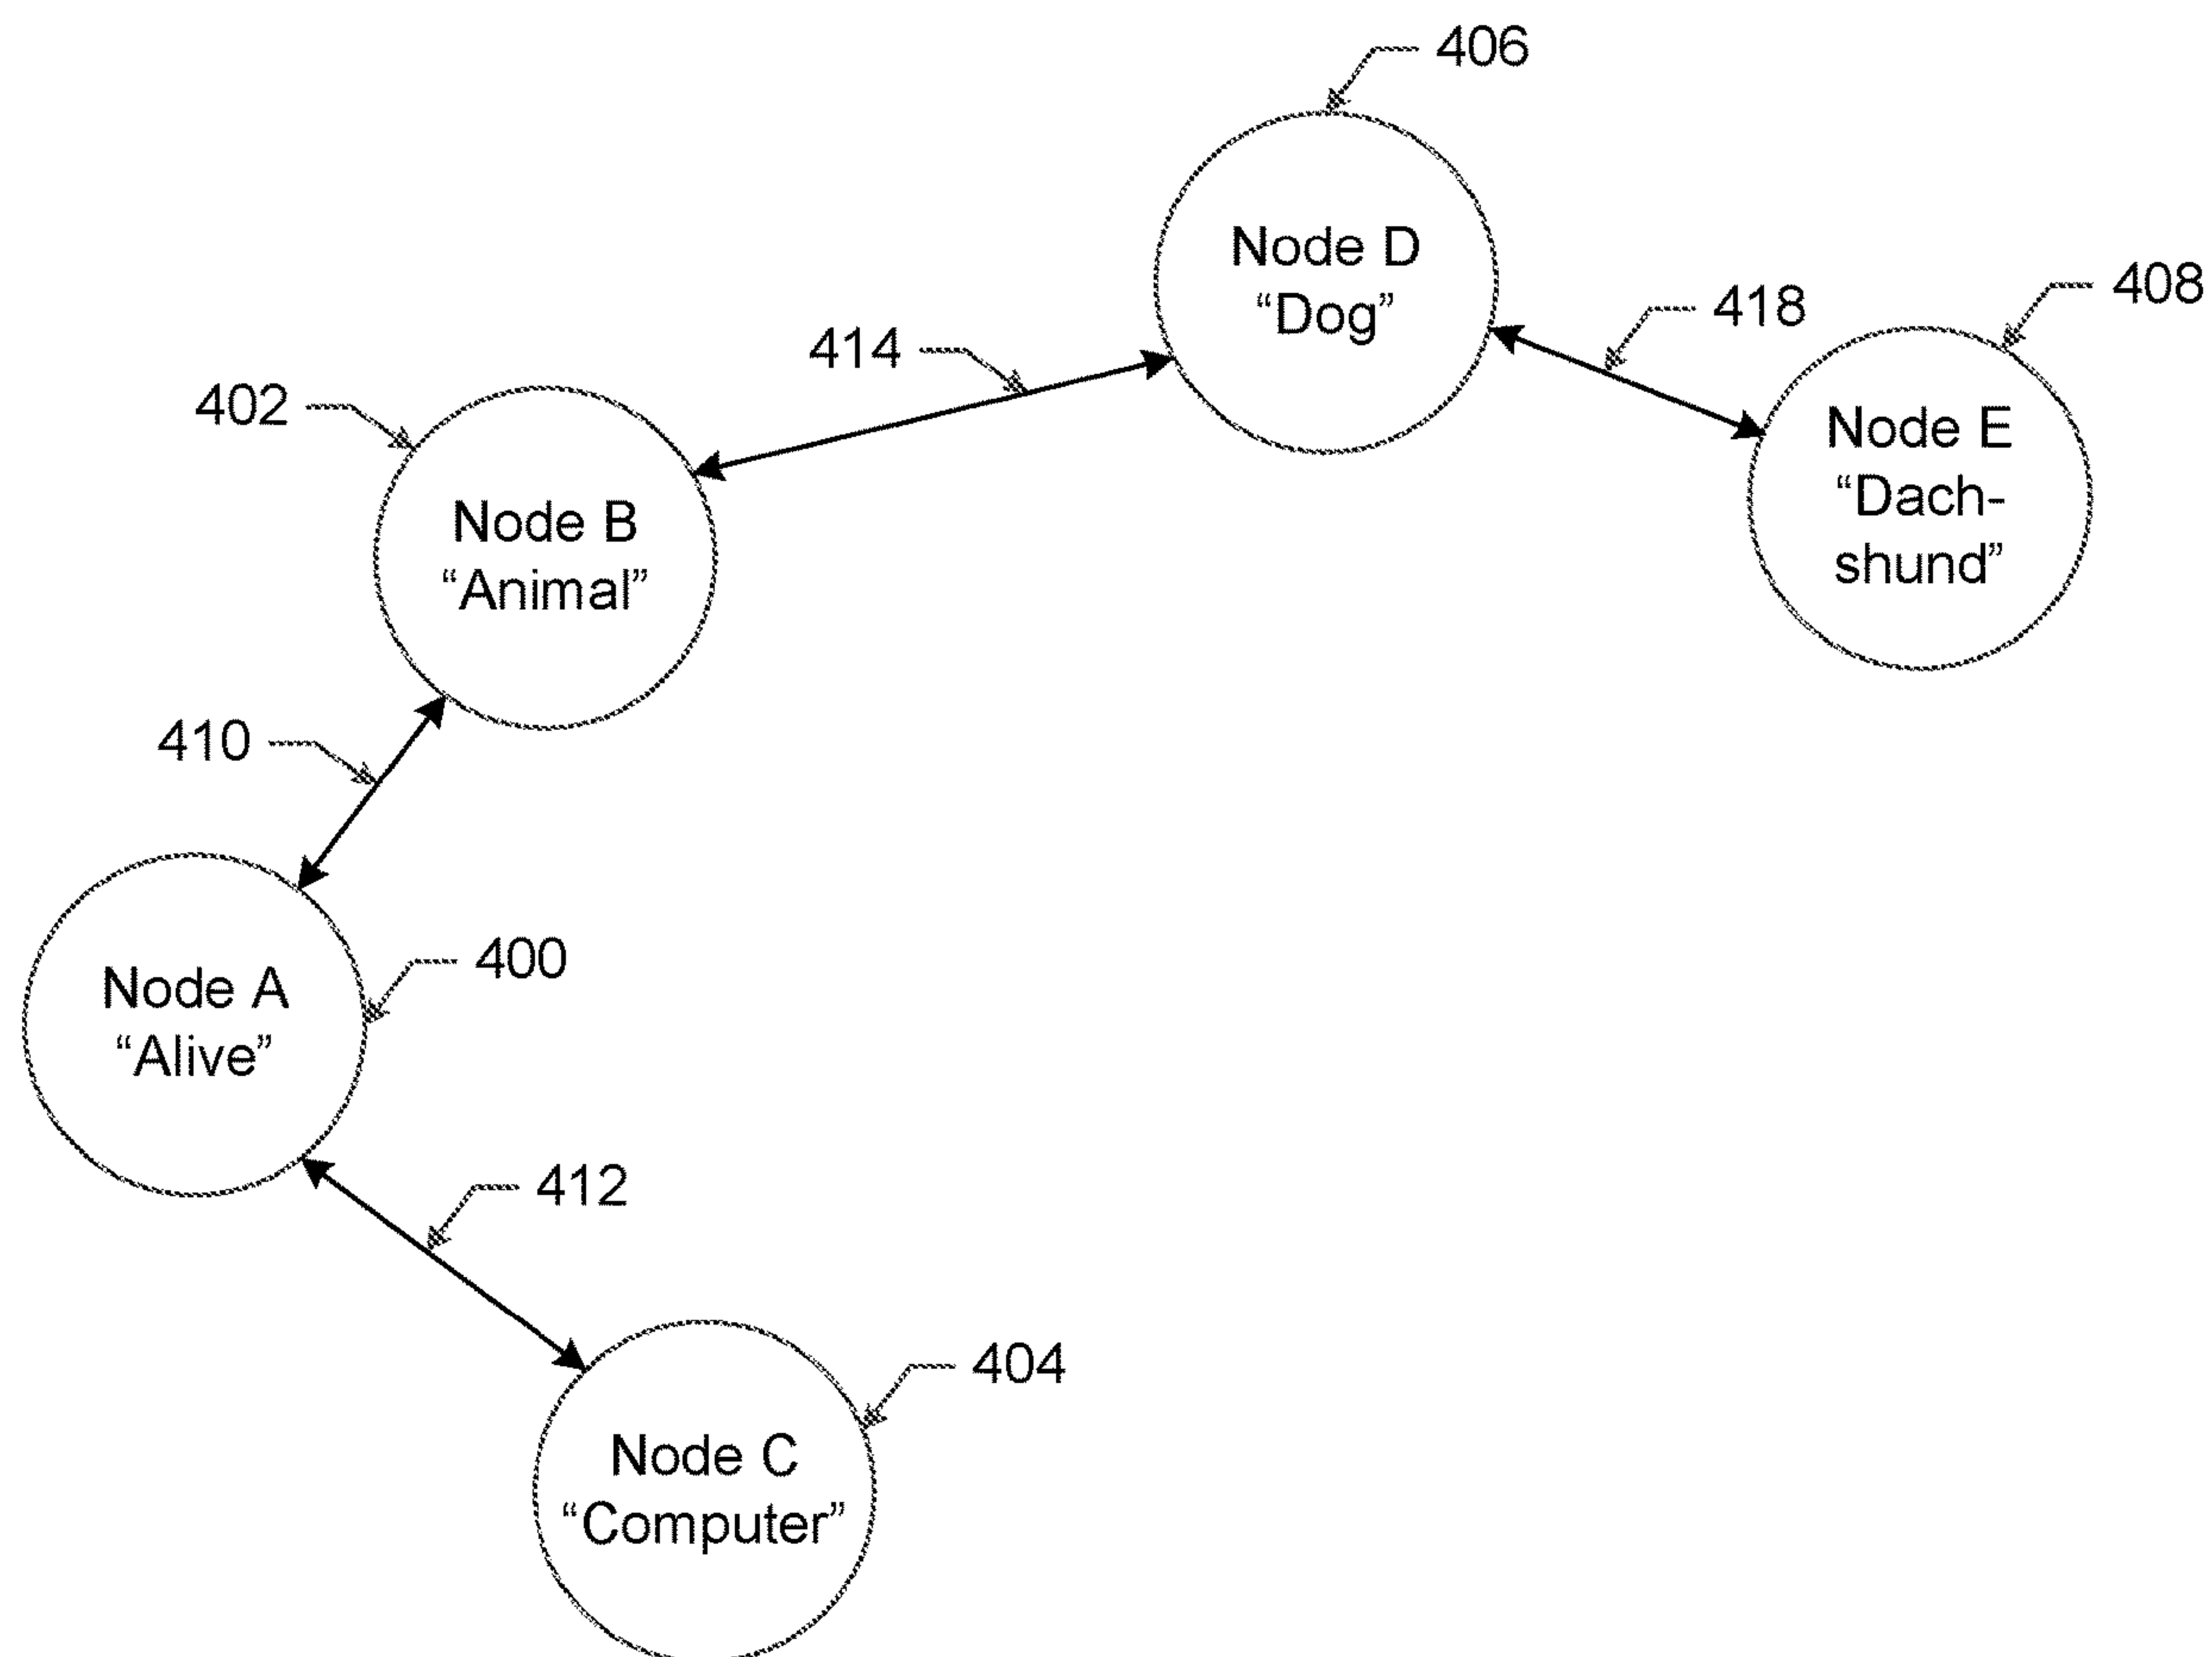 406
Node D
“Dog”
408
418
414
Node E
“Dach-
shund”
402
Node B
“Animal”
410
400
Node A
“Alive”
412
404
Node C
“Computer”